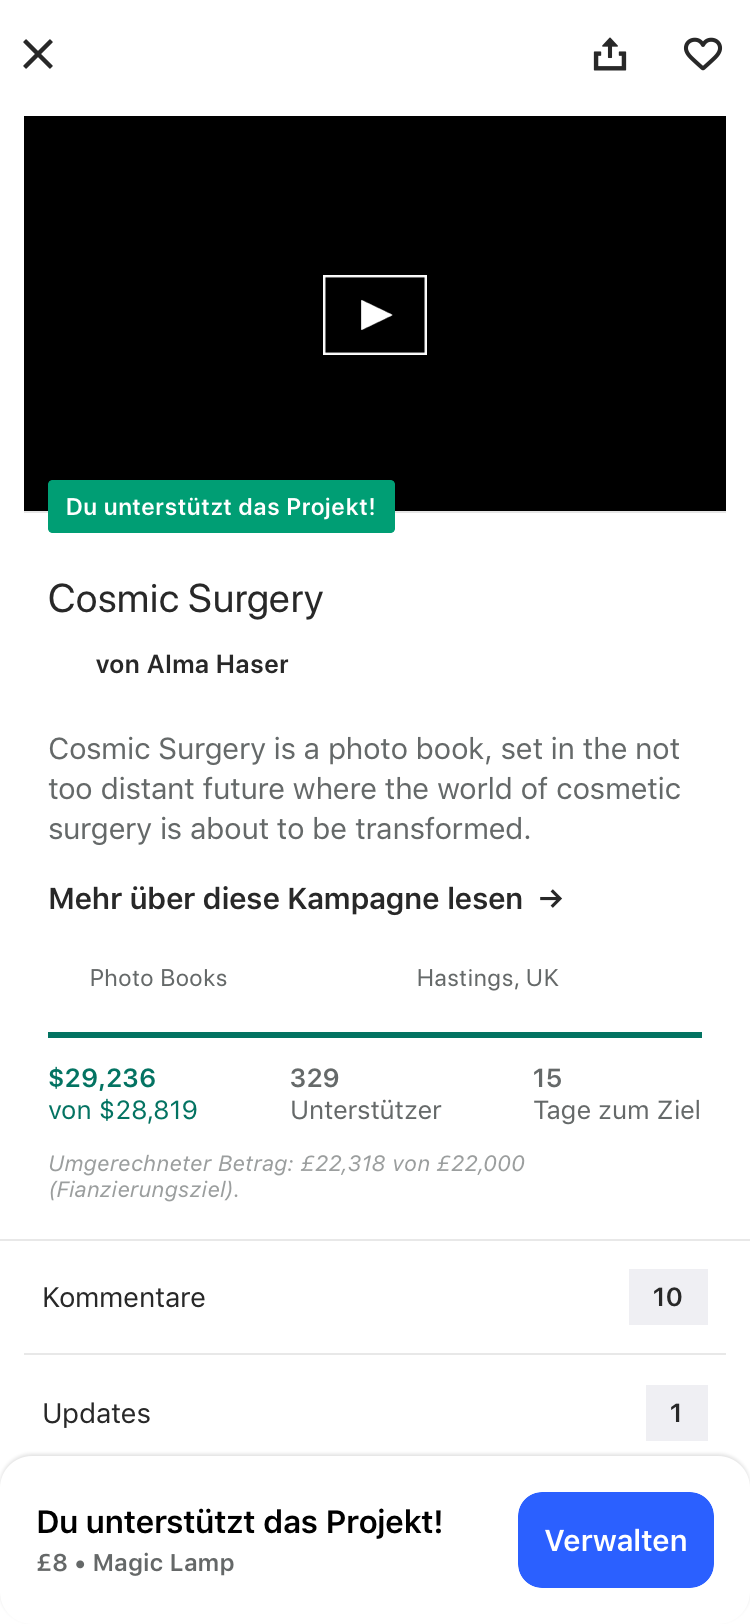 Du unterstützt das Projekt!
Cosmic Surgery
von Alma Haser
Cosmic Surgery is a photo book, set in the not
too distant future where the world of cosmetic
surgery is about to be transformed.
Mehr über diese Kampagne lesen →
Photo Books
Hastings, UK
$29,236
von $28,819
329
Unterstützer
15
Tage zum Ziel
Umgerechneter Betrag: £22,318 von £22,000
(Fianzierungsziel).
Kommentare
10
Updates
1
Du unterstützt das Projekt!
£8 • Magic Lamp
Verwalten